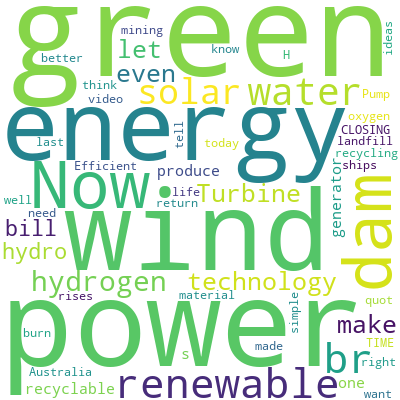 green
mining
let
know
H
ideas
better
even
think
solar
water
Pump
video
energy
tell
oxygen
CLOSING
last
today
landfill
Efficient
recycling
Now
produce
ships
well
life
Turbine
generator
dam
need
return
bill
wind
hydro
hydrogen
technology
rises
material
simple
quot
power
make
TIME
burn
s
made
br
right
Australia
renewable
one
recyclable
want